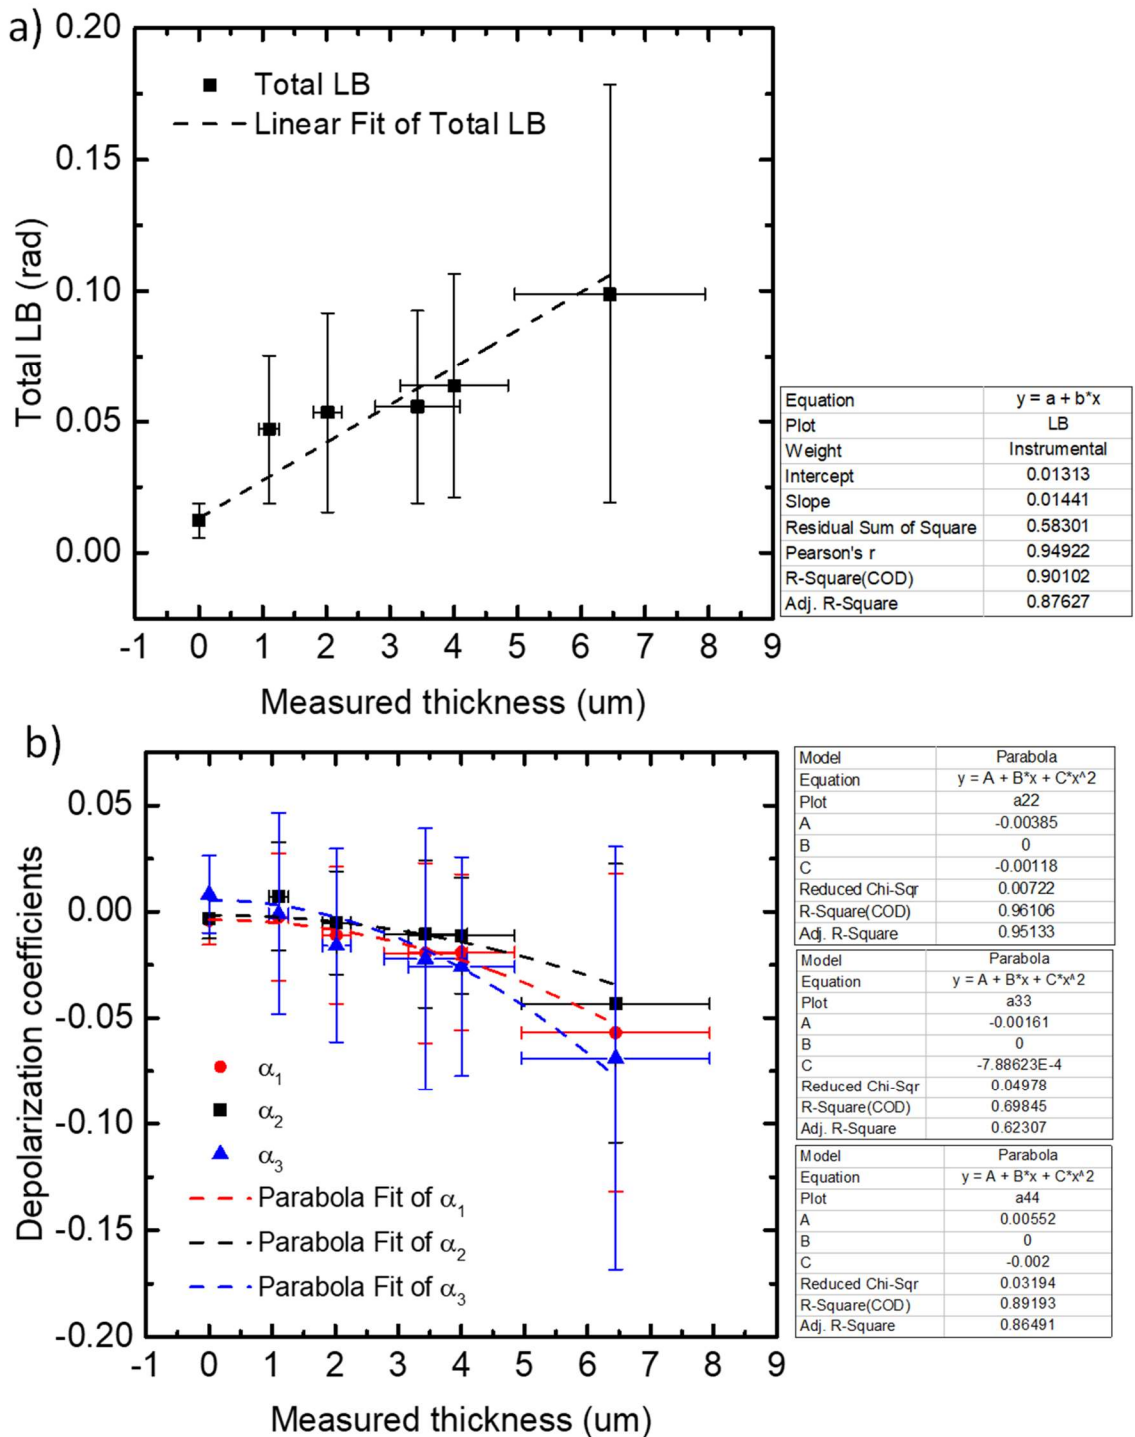 a)
0.20
0.15
0.10
0.05
0.00
Total LB (rad)
Total LB
Linear Fit of Total LB
-1 0 1 2 3 4 5 6 7 8 9
Measured thickness (um)
Equation y = a + b*x
Plot LB
Weight Instrumental
Intercept 0.01313
Slope 0.01441
Residual Sum of Square 0.58301
Pearson's r 0.94922
R-Square(COD) 0.90102
Adj. R-Square 0.87627
b)
0.05
0.00
-0.05
-0.10
-0.15
-0.20
Depolarization coefficients
α1
α2
α3
Parabola Fit of α1
Parabola Fit of α2
Parabola Fit of α3
-1 0 1 2 3 4 5 6 7 8 9
Measured thickness (um)
Model Parabola
Equation y = A + B*x + C*x^2
Plot a22
A -0.00385
B 0
C -0.00118
Reduced Chi-Sqr 0.00722
R-Square(COD) 0.96106
Adj. R-Square 0.95133
Model Parabola
Equation y = A + B*x + C*x^2
Plot a33
A -0.00161
B 0
C -7.88623E-4
Reduced Chi-Sqr 0.04978
R-Square(COD) 0.69845
Adj. R-Square 0.62307
Model Parabola
Equation y = A + B*x + C*x^2
Plot a44
A 0.00552
B 0
C -0.002
Reduced Chi-Sqr 0.03194
R-Square(COD) 0.89193
Adj. R-Square 0.86491